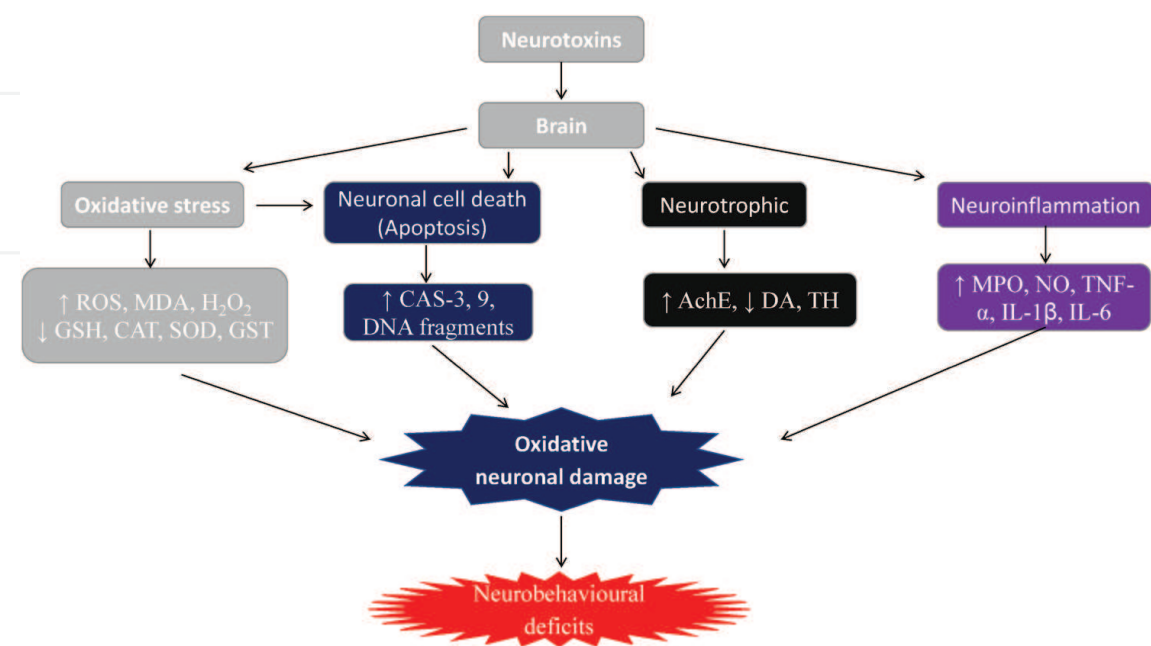 Neurotoxins
Brain
Oxidative stress
Neuronal cell death
(Apoptosis)
Neurotrophic
Neuroinflammation
↑ ROS, MDA, H₂O₂
↓ GSH, CAT, SOD, GST
↑ CAS-3, 9,
DNA fragments
↑ AchE, ↓ DA, TH
↑ MPO, NO, TNF-
α, IL-1β, IL-6
Oxidative
neuronal damage
Neurobehavioural
deficits